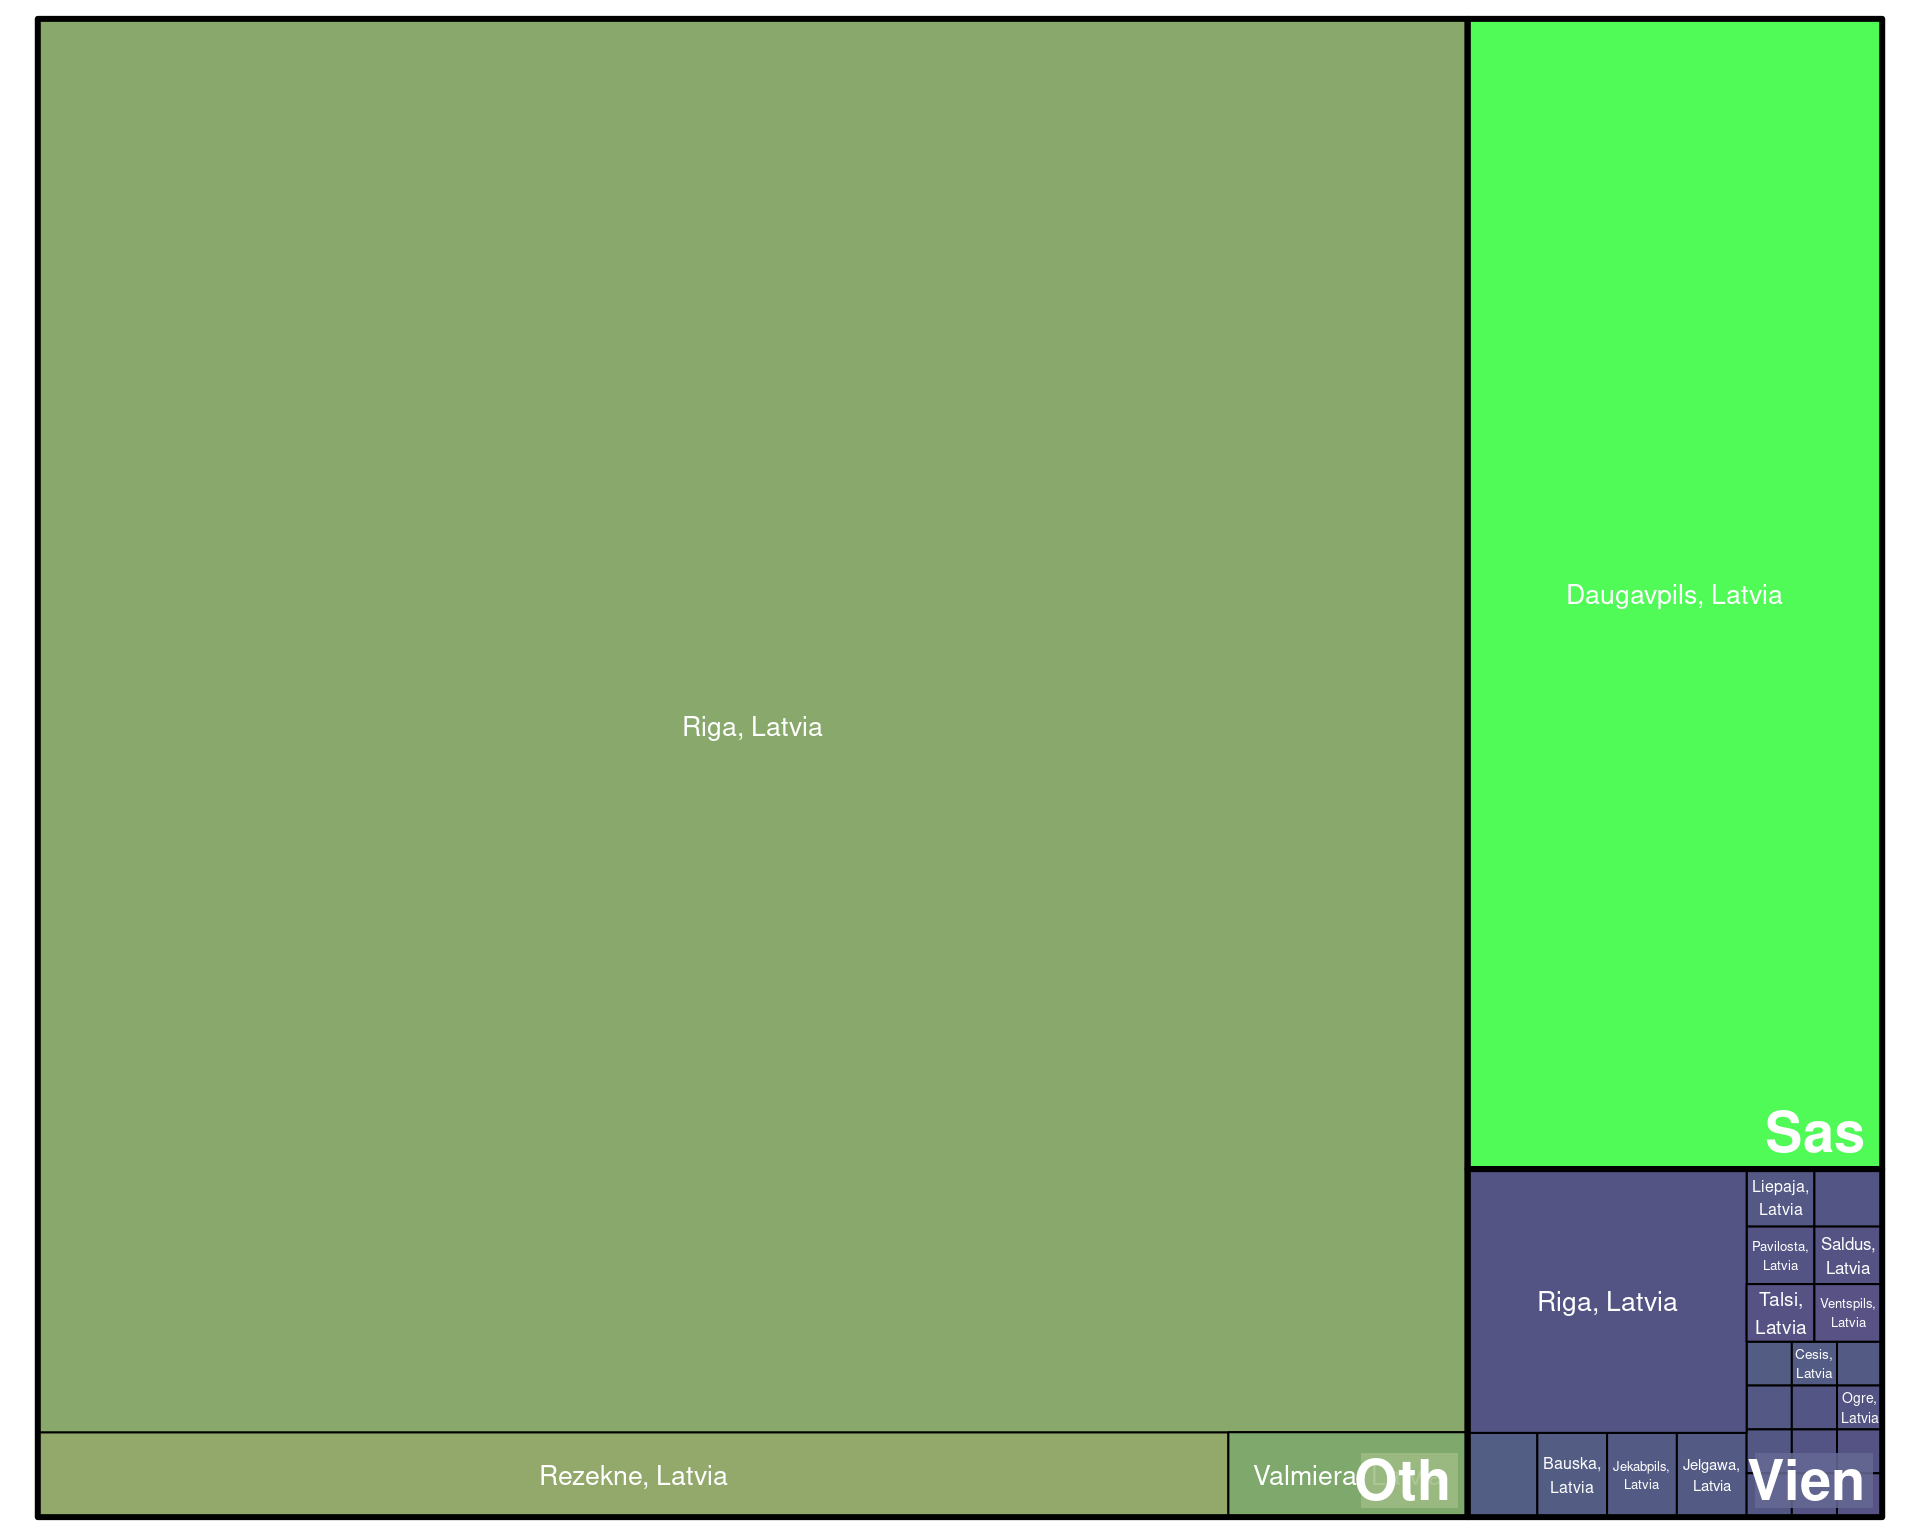 Riga, Latvia
Rezekne, Latvia
Valmiera
Oth
Daugavpils, Latvia
Sas
Riga, Latvia
Liepaja,
Latvia
Pavilosta,
Latvia
Saldus,
Latvia
Talsi,
Latvia
Ventspils,
Latvia
Cesis,
Latvia
Ogre,
Latvia
Bauska,
Latvia
Jekabpils,
Latvia
Jelgawa,
Latvia
Vien